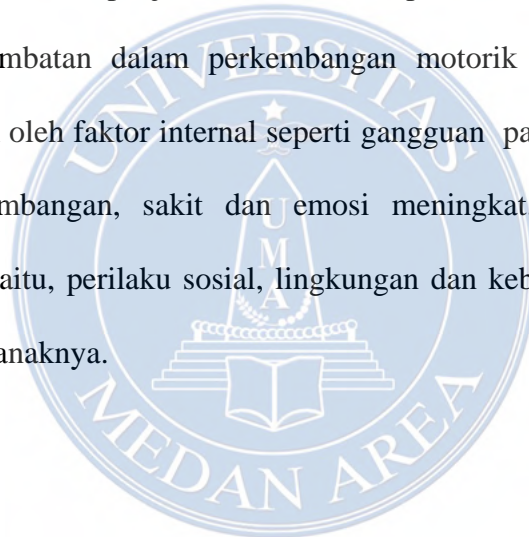 mbatan dalam perkembangan motorik
oleh faktor internal seperti gangguan pa
mbangan, sakit dan emosi meningkat
aitu, perilaku sosial, lingkungan dan keb
anaknya.
UNIVERSITAS
UMA
MEDAN AREA